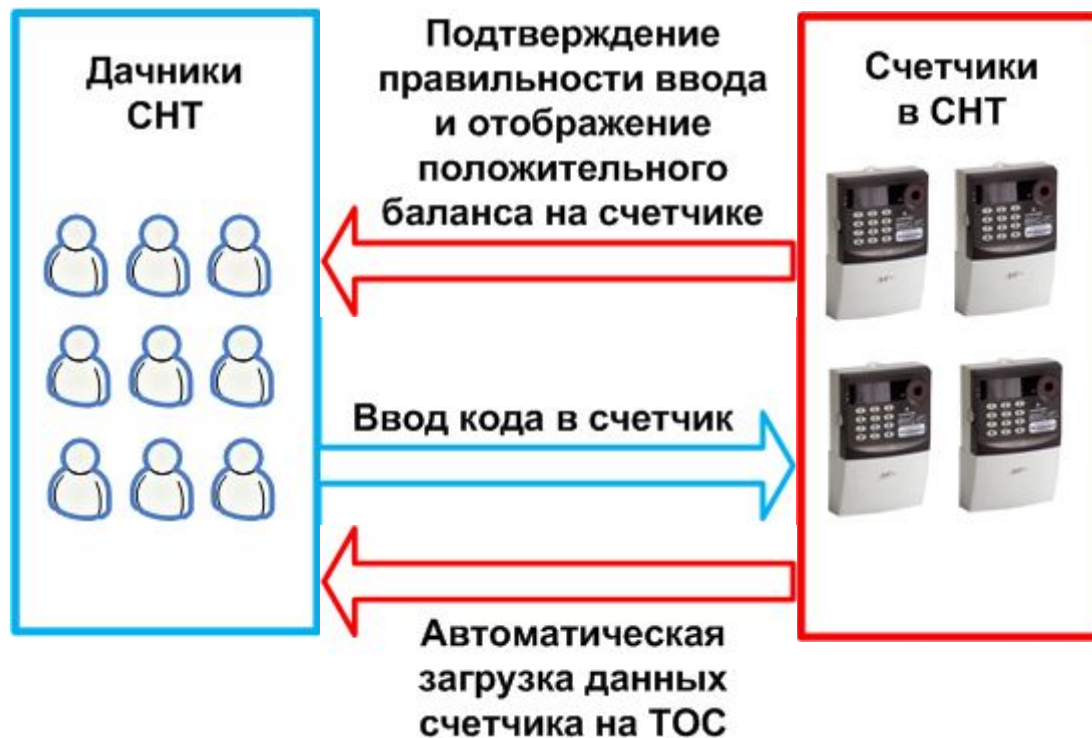 Дачники
СНТ
Подтверждение
правильности ввода
и отображение
положительного
баланса на счетчике
Счетчики
в СНТ
Ввод кода в счетчик
Автоматическая
загрузка данных
счетчика на ТОС